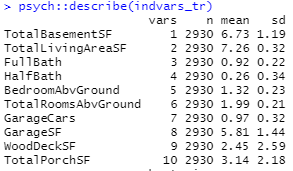 > psych::describe(indvars_tr)
vars n mean sd
TotalBasementSF 1 2930 6.73 1.19
TotalLivingAreaSF 2 2930 7.26 0.32
FullBath 3 2930 0.92 0.22
HalfBath 4 2930 0.26 0.34
BedroomAbvGround 5 2930 1.32 0.23
TotalRoomsAbvGround 6 2930 1.99 0.21
GarageCars 7 2930 0.97 0.32
GarageSF 8 2930 5.81 1.44
WoodDeckSF 9 2930 2.45 2.59
TotalPorchSF 10 2930 3.14 2.18